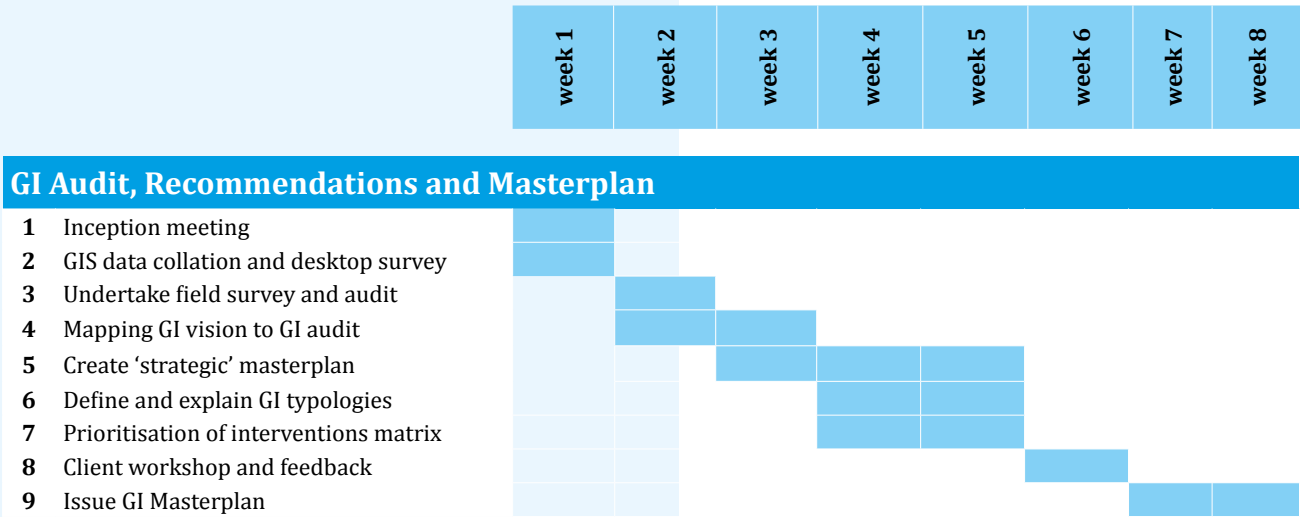 week 1
week 2
week 3
week 4
week 5
week 6
week 7
week 8
GI Audit, Recommendations and Masterplan
1 Inception meeting
2 GIS data collation and desktop survey
3 Undertake field survey and audit
4 Mapping GI vision to GI audit
5 Create ‘strategic’ masterplan
6 Define and explain GI typologies
7 Prioritisation of interventions matrix
8 Client workshop and feedback
9 Issue GI Masterplan